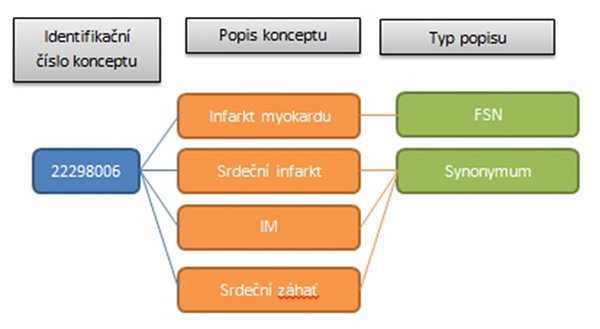 Identifikační
číslo konceptu
Popis konceptu
Typ popisu
22298006
Infarkt myokardu
FSN
Srdeční infarkt
Synonymum
IM
Srdeční záhať